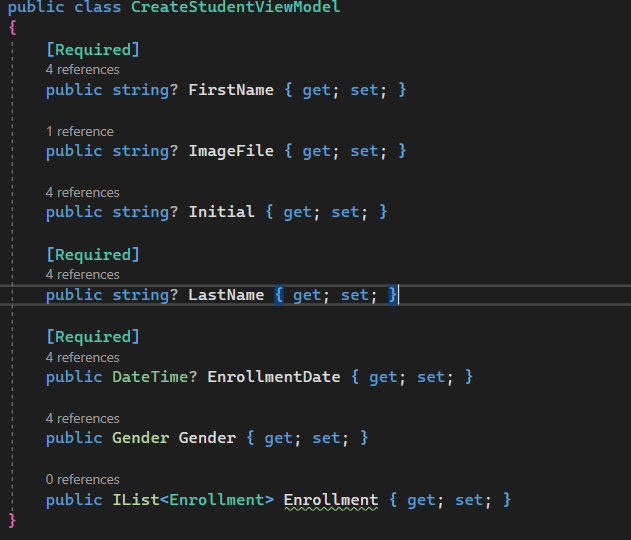 public class CreateStudentViewModel
{
[Required]
4 references
public string? FirstName { get; set; }
1 reference
public string? ImageFile { get; set; }
4 references
public string? Initial { get; set; }
[Required]
4 references
public string? LastName { get; set; }
[Required]
4 references
public DateTime? EnrollmentDate { get; set; }
4 references
public Gender Gender { get; set; }
0 references
public IList<Enrollment> Enrollment { get; set; }
}